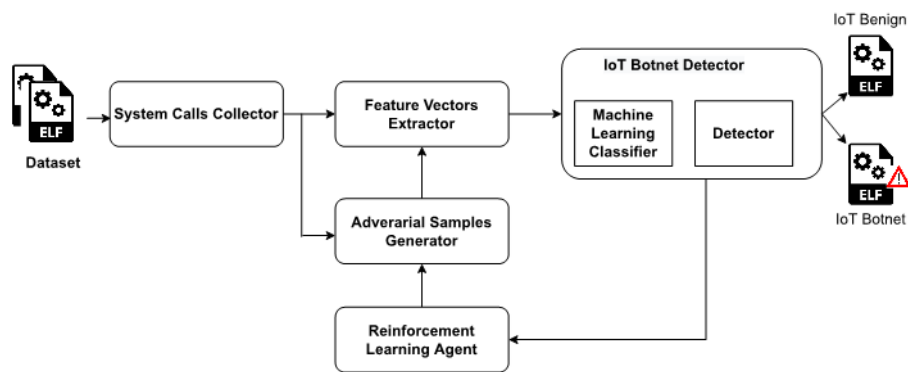 IoT Benign
ELF
IoT Botnet Detector
System Calls Collector
Feature Vectors
Extractor
Machine
Learning
Classifier
Detector
ELF
Dataset
ELF
IoT Botnet
Adverarial Samples
Generator
Reinforcement
Learning Agent